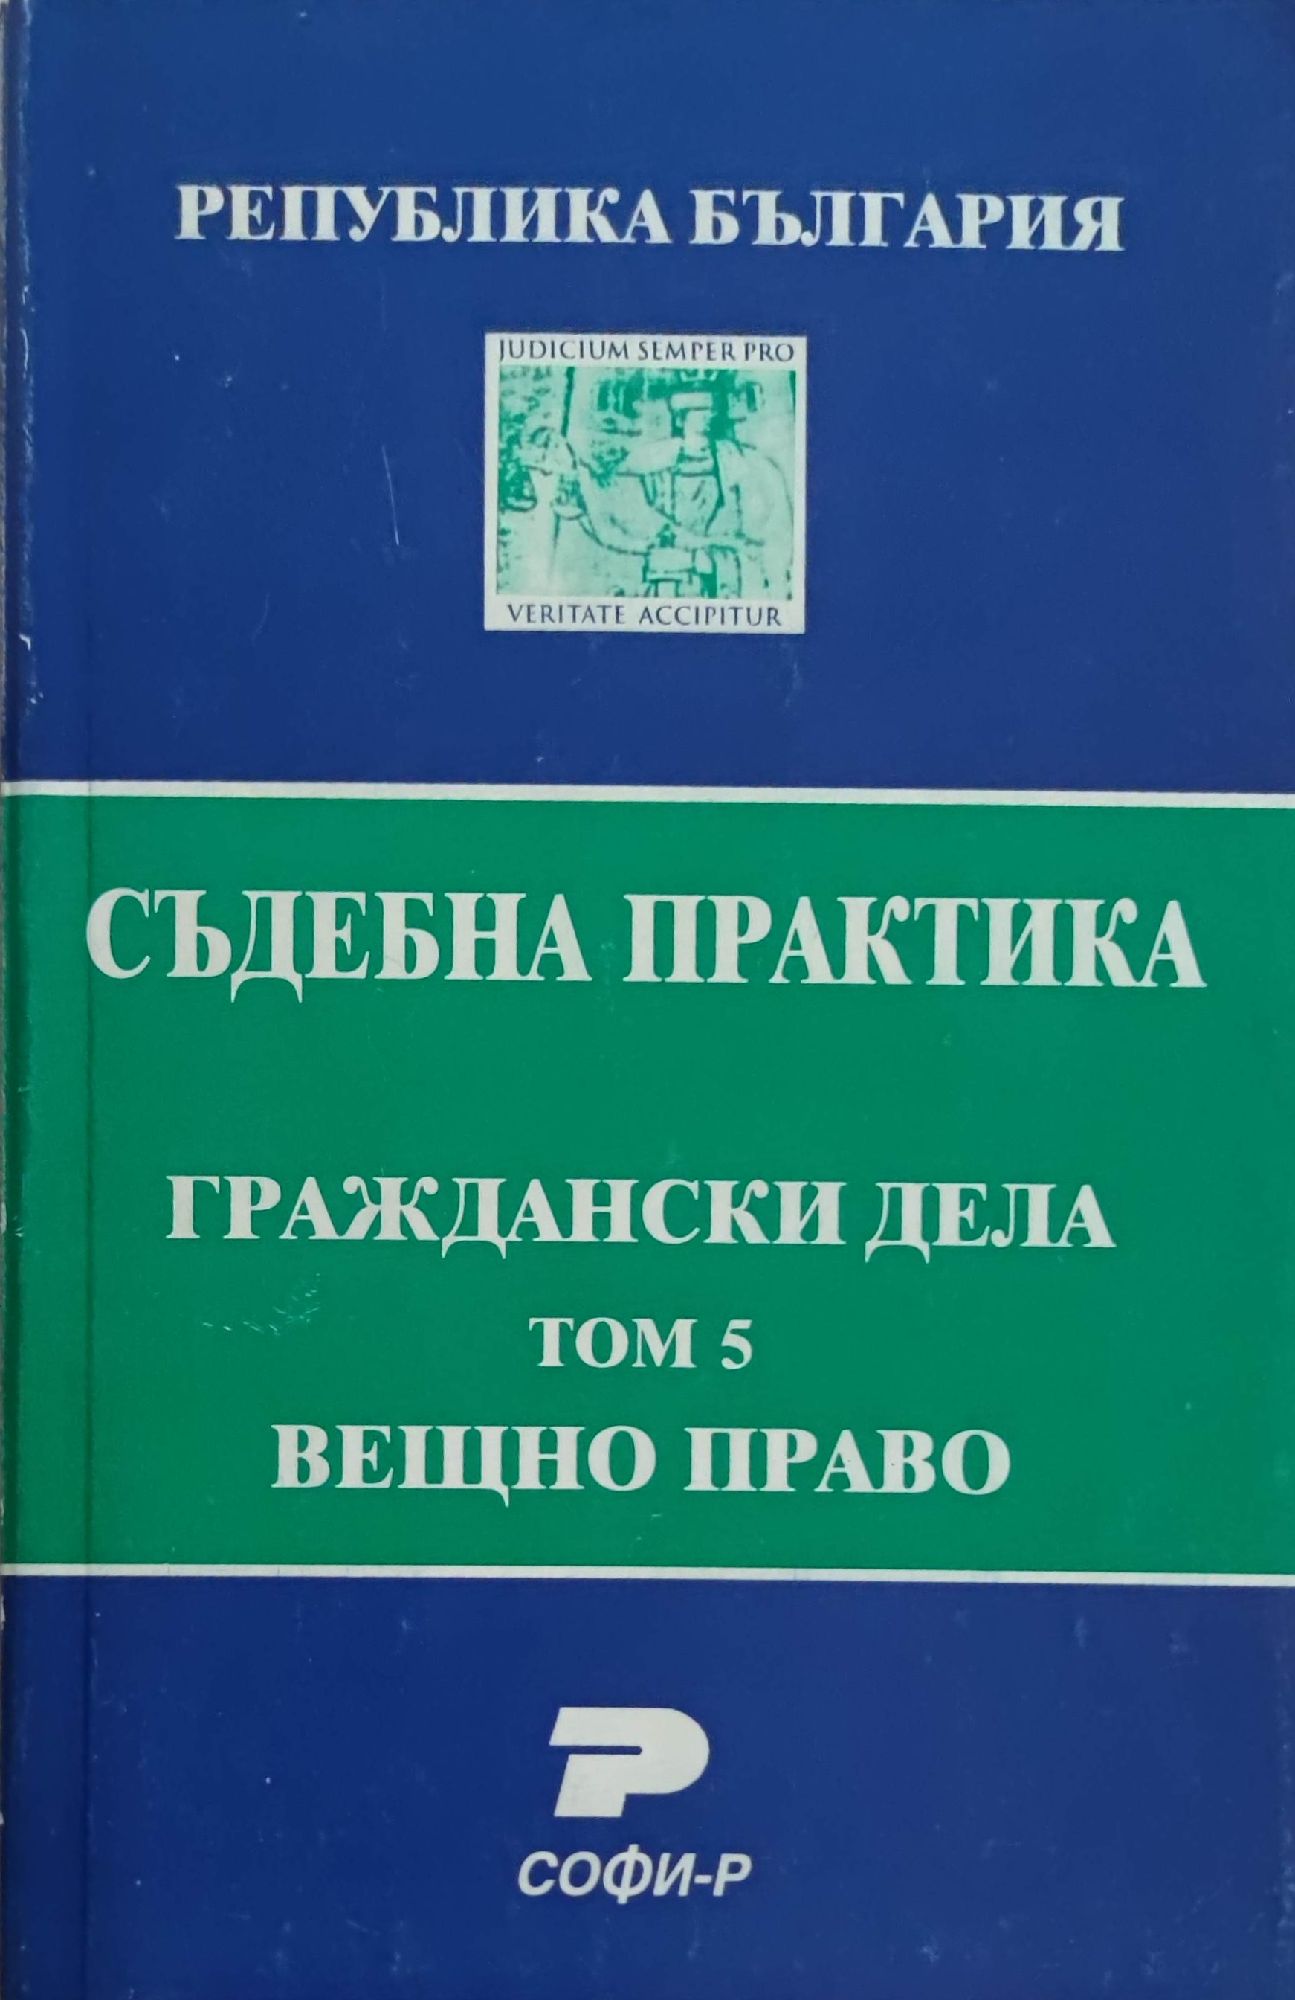 РЕПУБЛИКА БЪЛГАРИЯ
JUDICIUM SEMPER PRO
VERITATE ACCIPITUR
СЪДЕБНА ПРАКТИКА
ГРАЖДАНСКИ ДЕЛА
ТОМ 5
ВЕЩНО ПРАВО
СОФИ-Р